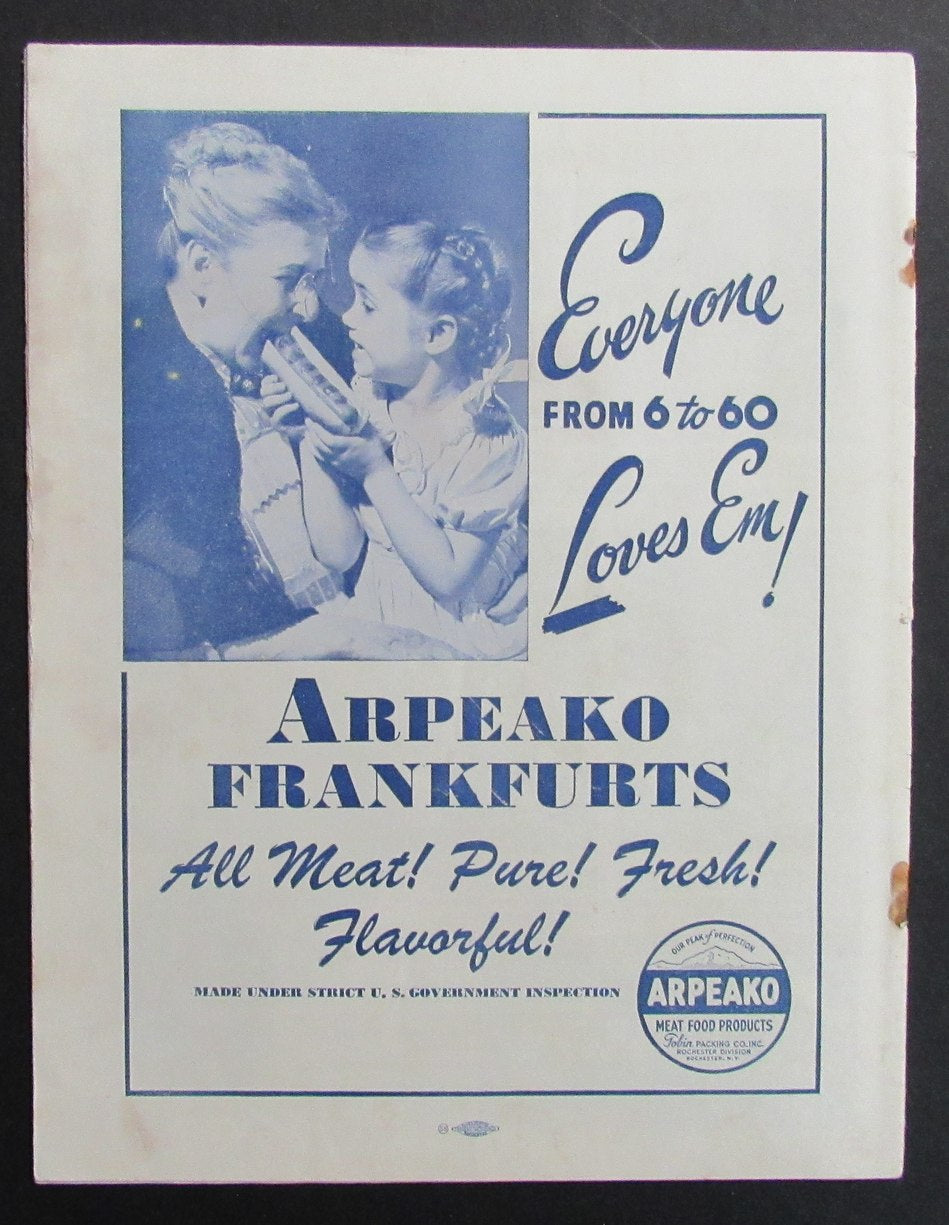 Everyone
FROM 6 to 60
Loves Em!
ARPEAKO
FRANKFURTS
All Meat! Pure! Fresh!
Flavorful!
MADE UNDER STRICT U. S. GOVERNMENT INSPECTION
OUR PEAK of PERFECTION
ARPEAKO
MEAT FOOD PRODUCTS
Tobin PACKING CO. INC.
ROCHESTER DIVISION
ROCHESTER, N.Y.